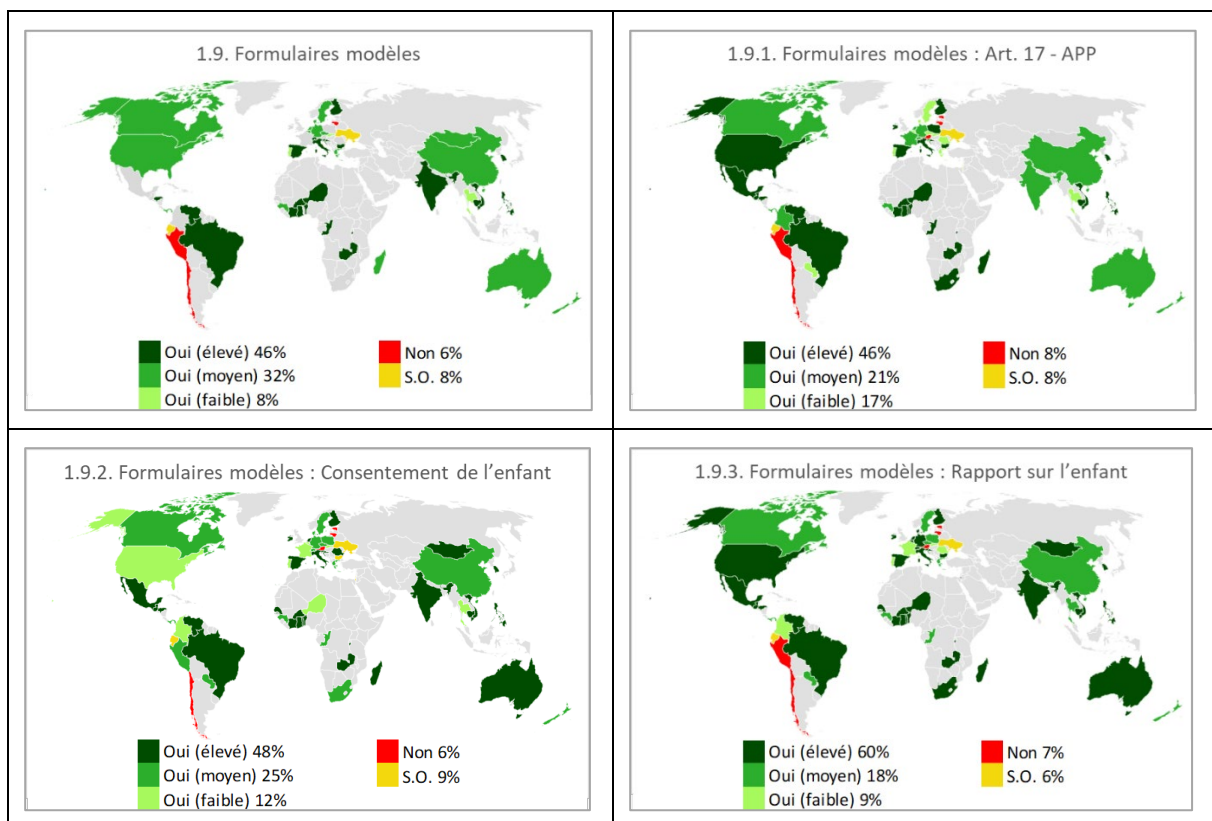 1.9. Formulaires modèles
Oui (élevé) 46%
Oui (moyen) 32%
Oui (faible) 8%
Non 6%
S.O. 8%
1.9.1. Formulaires modèles : Art. 17 - APP
Oui (élevé) 46%
Oui (moyen) 21%
Oui (faible) 17%
Non 8%
S.O. 8%
1.9.2. Formulaires modèles : Consentement de l’enfant
Oui (élevé) 48%
Oui (moyen) 25%
Oui (faible) 12%
Non 6%
S.O. 9%
1.9.3. Formulaires modèles : Rapport sur l’enfant
Oui (élevé) 60%
Oui (moyen) 18%
Oui (faible) 9%
Non 7%
S.O. 6%